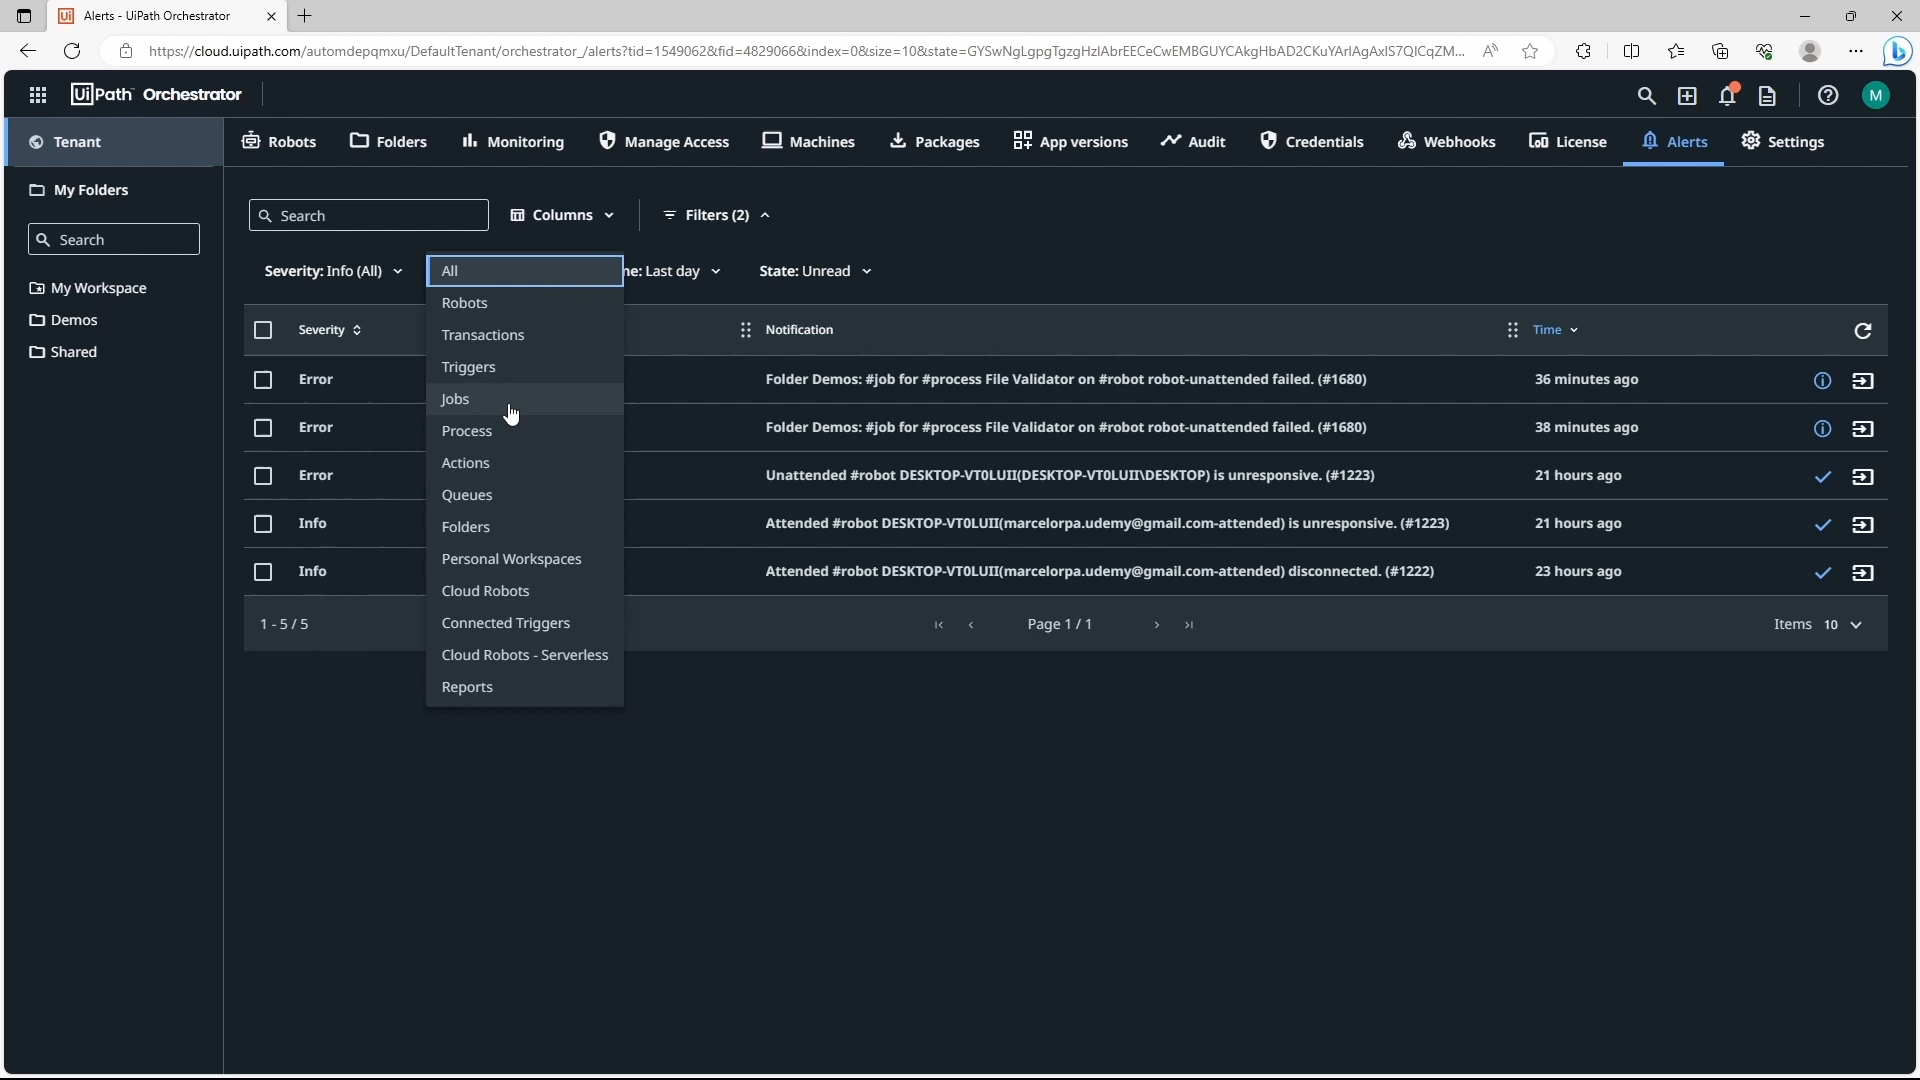 Alerts - UiPath Orchestrator
https://cloud.uipath.com/automdepqmxu/DefaultTenant/orchestrator_/alerts?tid=1549062&fid=4829066&index=0&size=10&state=GYSwNgLgpgTgzgHzIAbrEECeCwEMBGUYCAkgHbAD2CKuYArIAgAxIS7QICqZM...
UiPath Orchestrator
M
Tenant
Robots Folders Monitoring Manage Access Machines Packages App versions Audit Credentials Webhooks License Alerts Settings
My Folders
Search
My Workspace
Demos
Shared
Search Columns Filters (2)
Severity: Info (All) All ne: Last day State: Unread
Robots
Transactions
Triggers
Jobs
Process
Actions
Queues
Folders
Personal Workspaces
Cloud Robots
Connected Triggers
Cloud Robots - Serverless
Reports
Severity Notification Time
Error Folder Demos: #job for #process File Validator on #robot robot-unattended failed. (#1680) 36 minutes ago
Error Folder Demos: #job for #process File Validator on #robot robot-unattended failed. (#1680) 38 minutes ago
Error Unattended #robot DESKTOP-VT0LUII(DESKTOP-VT0LUII\DESKTOP) is unresponsive. (#1223) 21 hours ago
Info Attended #robot DESKTOP-VT0LUII(marcelorpa.udemy@gmail.com-attended) is unresponsive. (#1223) 21 hours ago
Info Attended #robot DESKTOP-VT0LUII(marcelorpa.udemy@gmail.com-attended) disconnected. (#1222) 23 hours ago
1 - 5 / 5 Page 1 / 1 Items 10